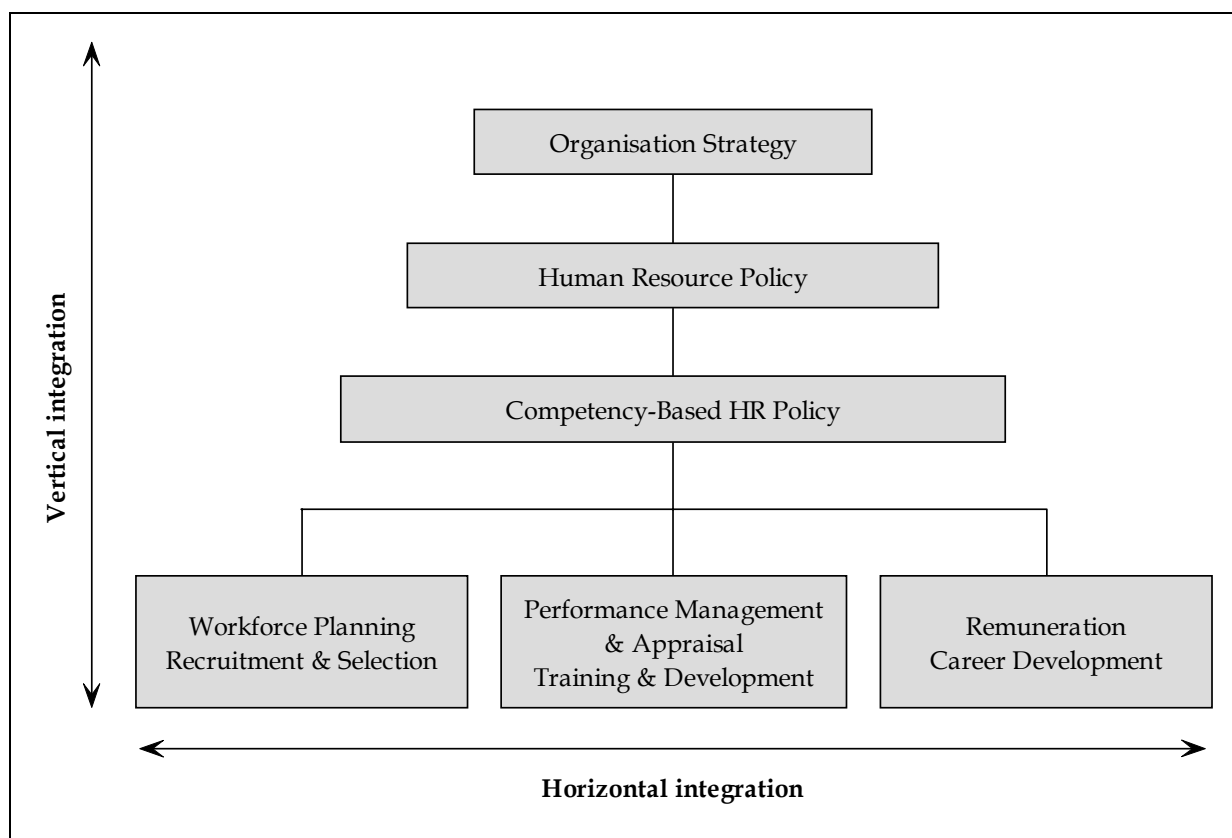 Organisation Strategy
Human Resource Policy
Competency-Based HR Policy
Vertical integration
Workforce Planning
Recruitment & Selection
Performance Management
& Appraisal
Training & Development
Remuneration
Career Development
Horizontal integration